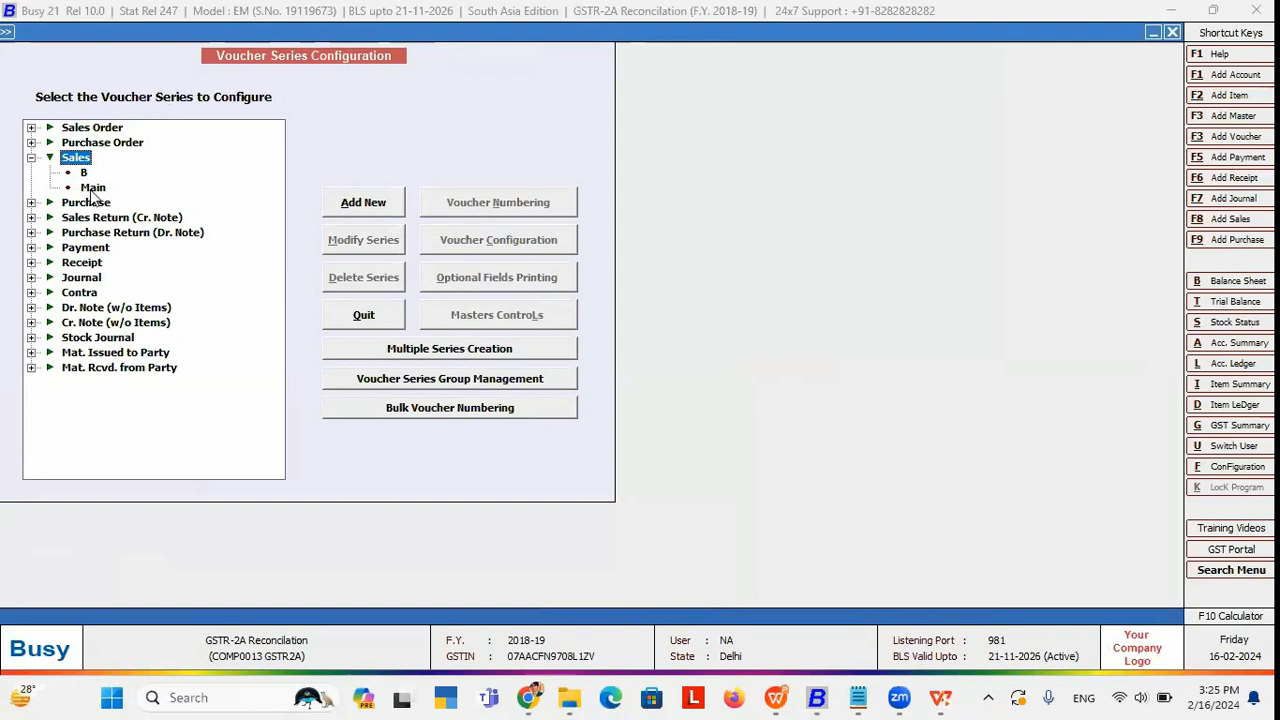 Busy 21 Rel 10.0 | Stat Rel 247 | Model : EM (S.No. 19119673) | BLS upto 21-11-2026 | South Asia Edition | GSTR-2A Reconcilation (F.Y. 2018-19) | 24x7 Support : +91-8282828282
>>
Voucher Series Configuration
Select the Voucher Series to Configure
Sales Order
Purchase Order
Sales
B
Main
Purchase
Sales Return (Cr. Note)
Purchase Return (Dr. Note)
Payment
Receipt
Journal
Contra
Dr. Note (w/o Items)
Cr. Note (w/o Items)
Stock Journal
Mat. Issued to Party
Mat. Rcvd. from Party
Add New
Voucher Numbering
Modify Series
Voucher Configuration
Delete Series
Optional Fields Printing
Quit
Masters ControLs
Multiple Series Creation
Voucher Series Group Management
Bulk Voucher Numbering
Shortcut Keys
F1 Help
F1 Add Account
F2 Add Item
F3 Add Master
F3 Add Voucher
F5 Add Payment
F6 Add Receipt
F7 Add Journal
F8 Add Sales
F9 Add Purchase
B Balance Sheet
T Trial Balance
S Stock Status
A Acc. Summary
L Acc. Ledger
I Item Summary
D Item LeDger
G GST Summary
U Switch User
F ConFiguration
K LocK Program
Training Videos
GST Portal
Search Menu
F10 Calculator
Busy
GSTR-2A Reconcilation
(COMP0013 GSTR2A)
F.Y. : 2018-19
GSTIN : 07AACFN9708L1ZV
User : NA
State : Delhi
Listening Port : 981
BLS Valid Upto : 21-11-2026 (Active)
Your
Company
Logo
Friday
16-02-2024
28°
Search
PRE
ENG
3:25 PM
2/16/2024